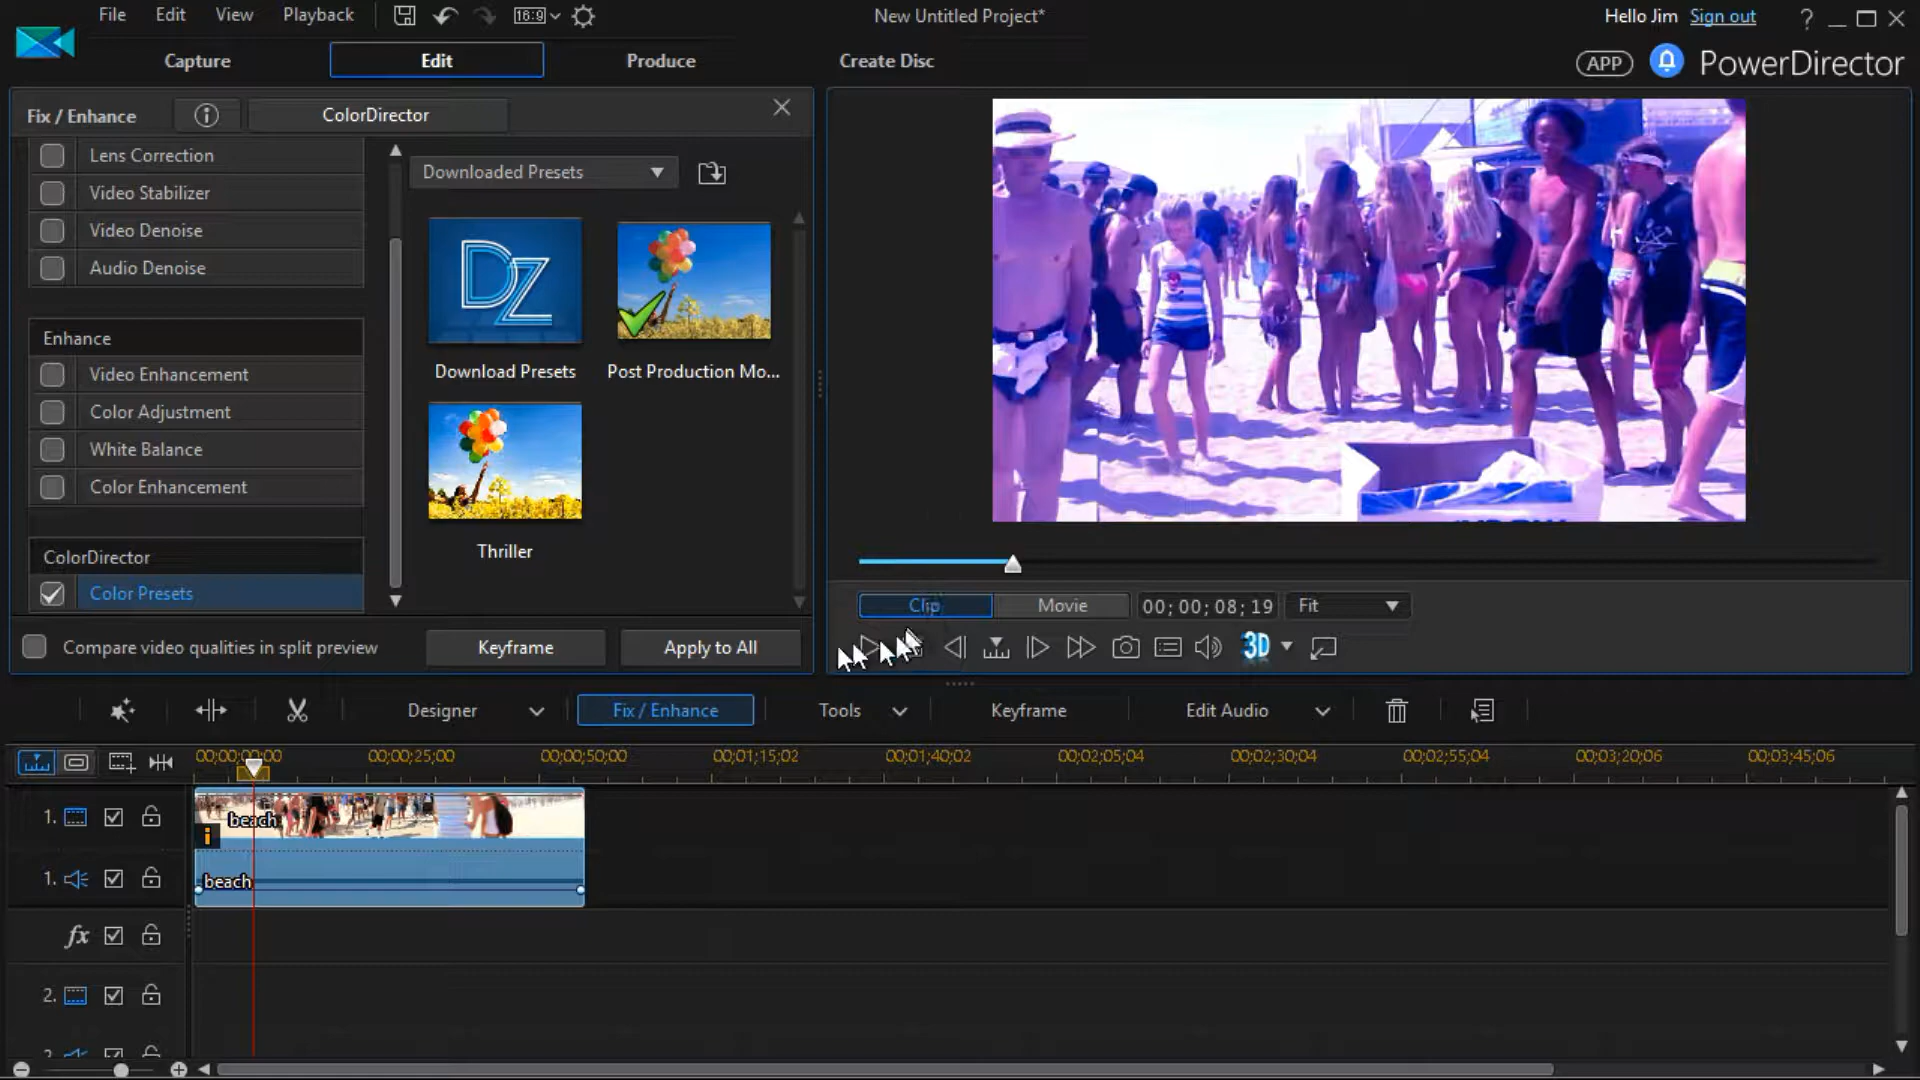 File Edit View Playback 16:9 New Untitled Project* Hello Jim Sign out ?
Capture Edit Produce Create Disc APP PowerDirector
Fix / Enhance ColorDirector
Lens Correction
Video Stabilizer
Video Denoise
Audio Denoise
Enhance
Video Enhancement
Color Adjustment
White Balance
Color Enhancement
ColorDirector
Color Presets
Downloaded Presets
DZ
Download Presets Post Production Mo...
Thriller
Compare video qualities in split preview Keyframe Apply to All
Clip Movie 00;00;08;19 Fit
3D
Designer Fix / Enhance Tools Keyframe Edit Audio
00;00;00;00 00;00;25;00 00;00;50;00 00;01;15;02 00;01;40;02 00;02;05;04 00;02;30;04 00;02;55;04 00;03;20;06 00;03;45;06
1. beach
i
1. beach
fx
2.